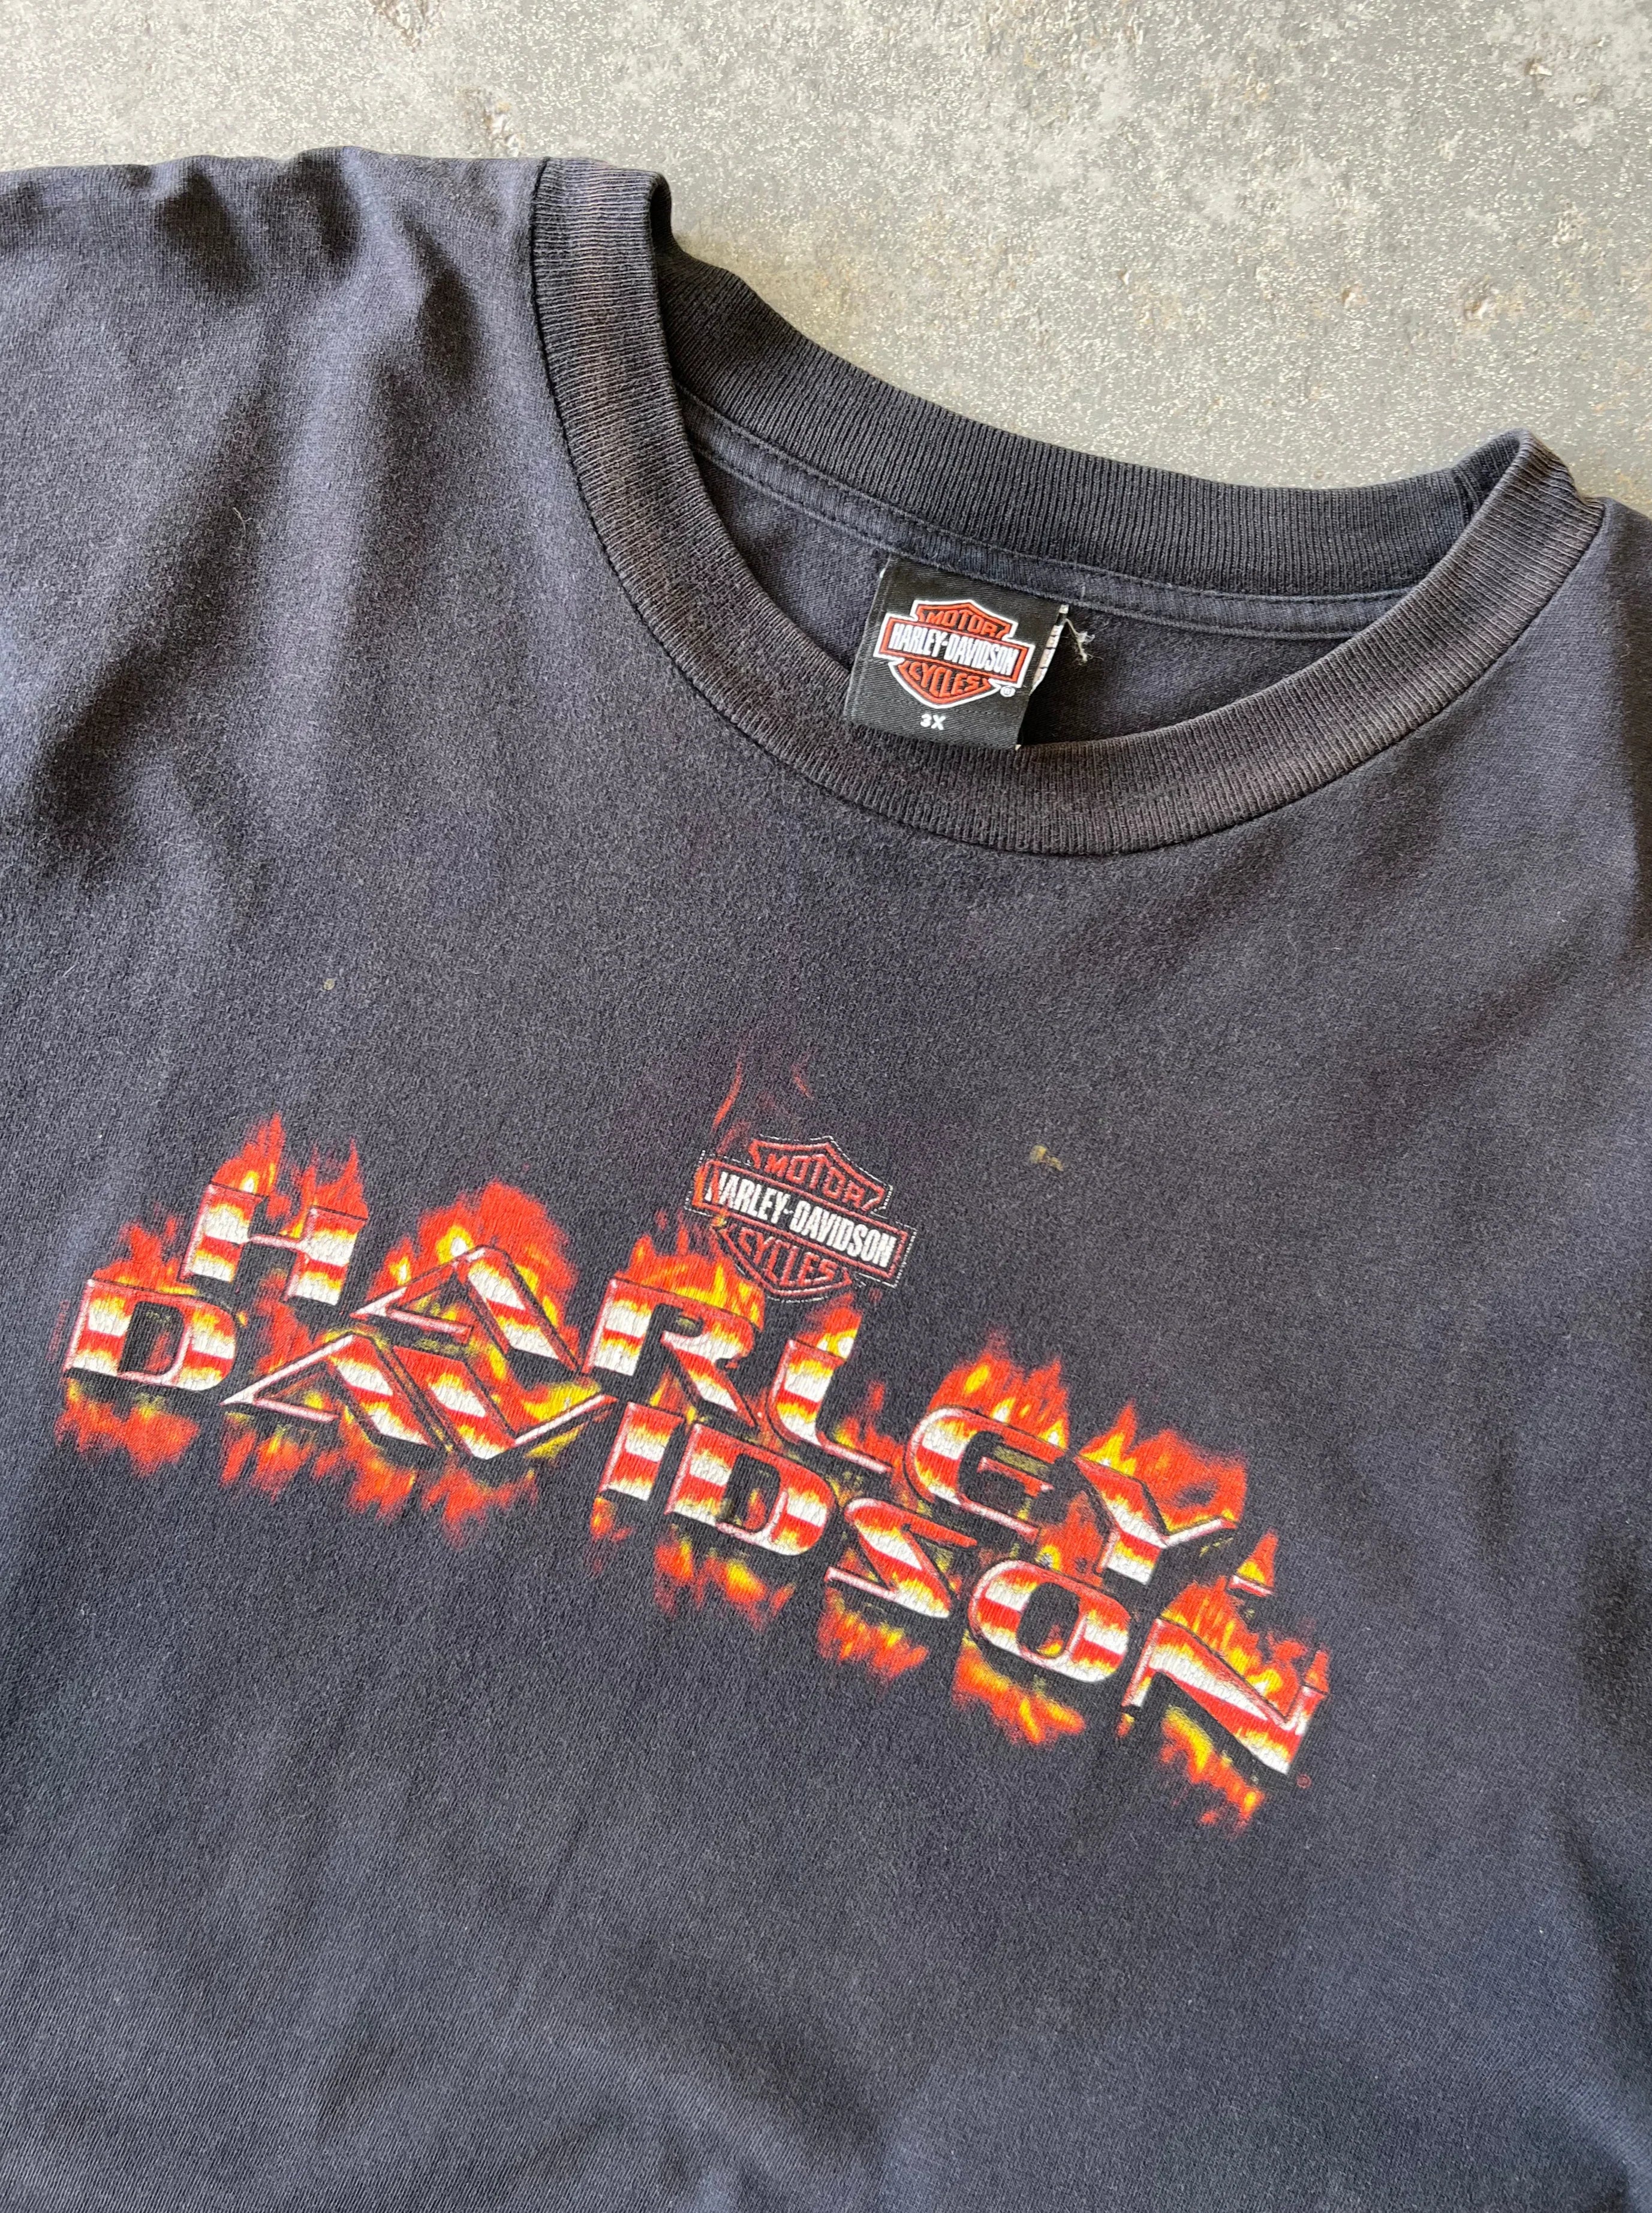 MOTOR
HARLEY-DAVIDSON
CYCLES
®
3X
MOTOR
HARLEY-DAVIDSON
CYCLES
HARLEY-
DAVIDSON
®